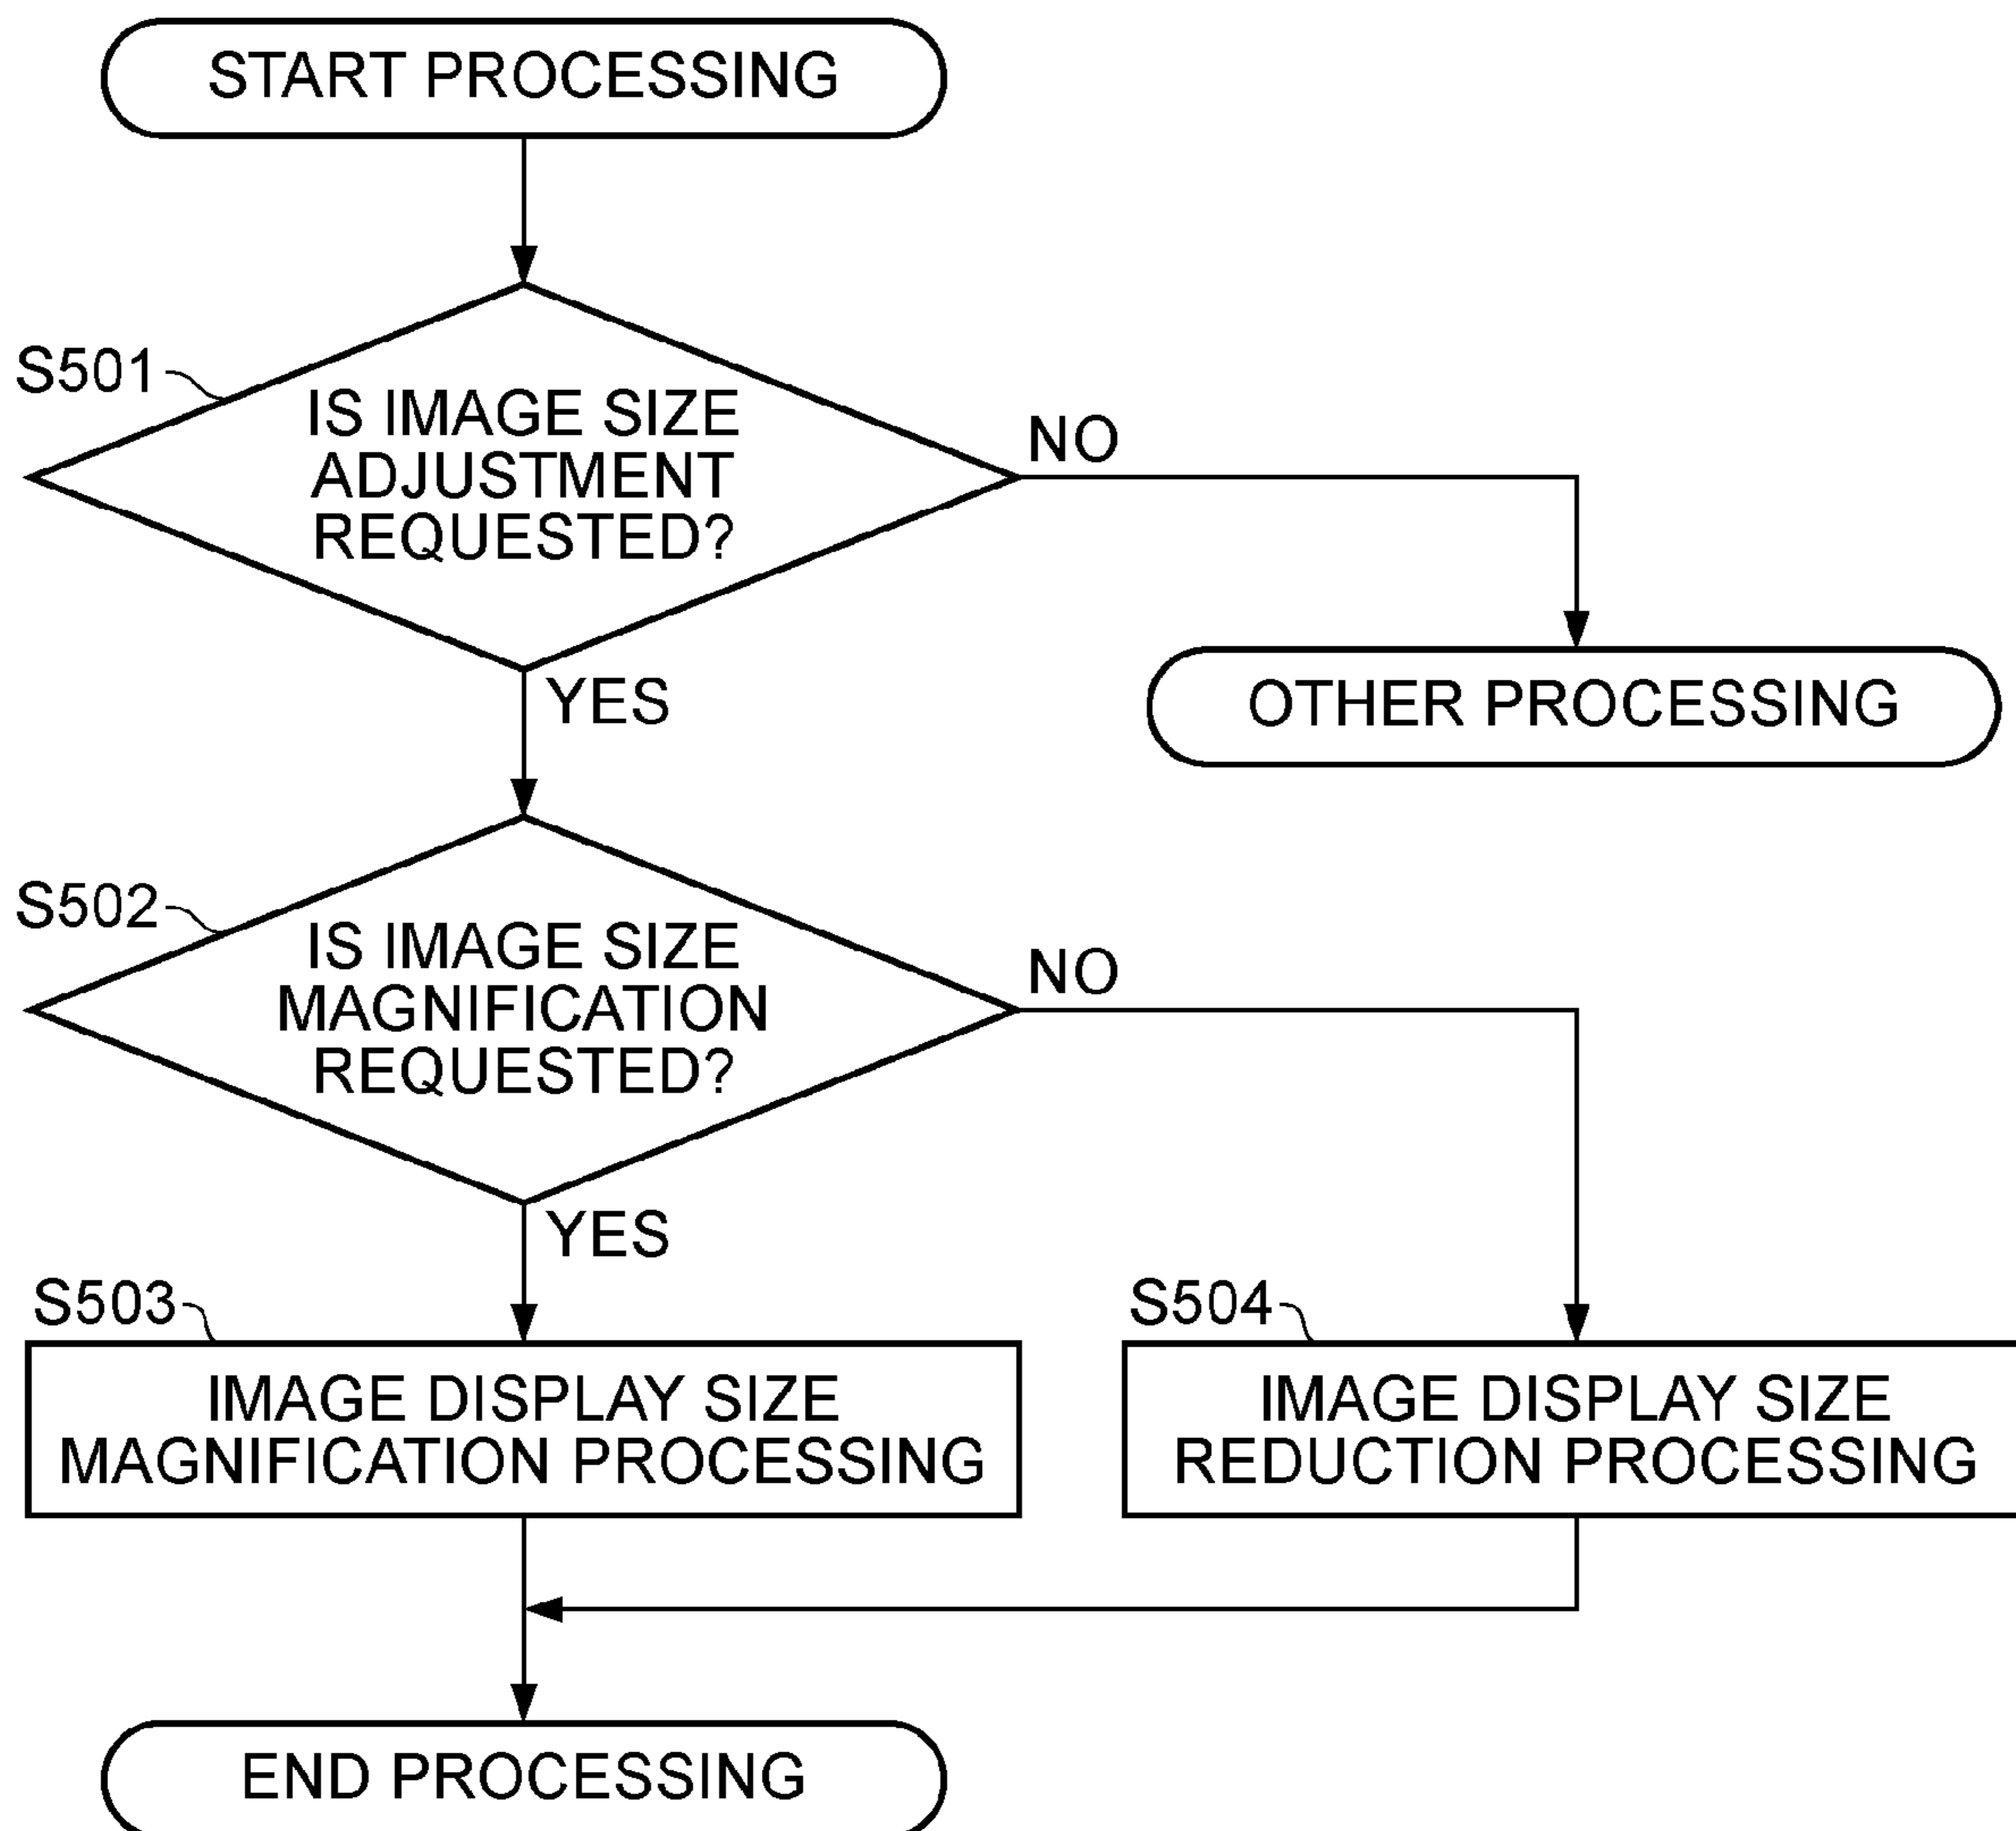 START PROCESSING
S501
IS IMAGE SIZE
ADJUSTMENT
REQUESTED?
NO
OTHER PROCESSING
YES
S502
IS IMAGE SIZE
MAGNIFICATION
REQUESTED?
NO
YES
S503
IMAGE DISPLAY SIZE
MAGNIFICATION PROCESSING
S504
IMAGE DISPLAY SIZE
REDUCTION PROCESSING
END PROCESSING